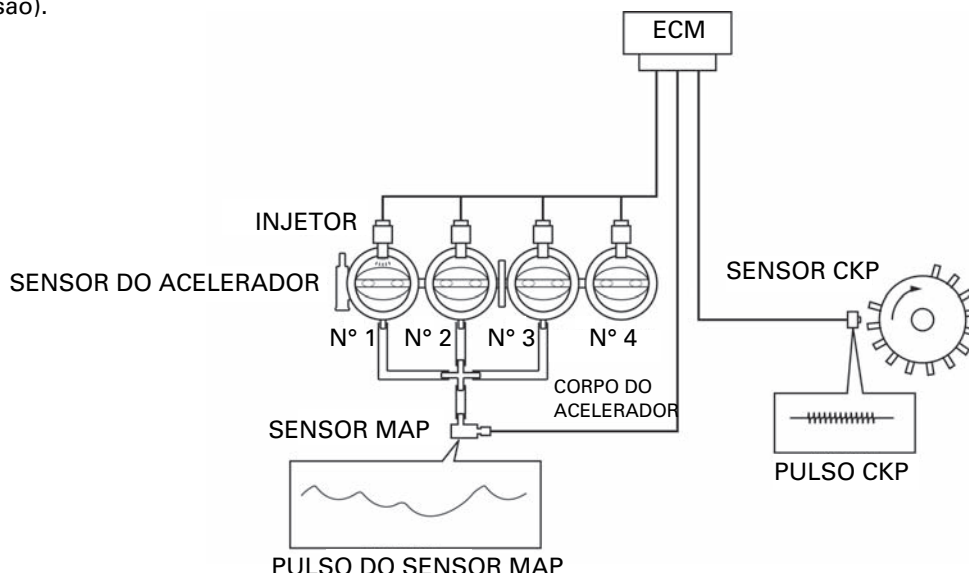 são).
ECM
INJETOR
SENSOR DO ACELERADOR
SENSOR CKP
N° 1 N° 2 N° 3 N° 4
CORPO DO
ACELERADOR
SENSOR MAP
PULSO CKP
PULSO DO SENSOR MAP